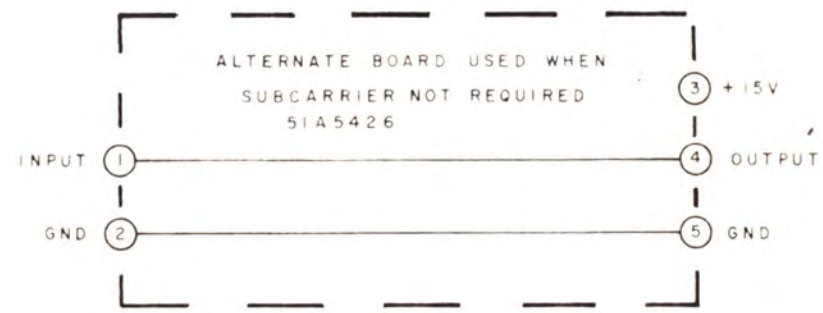 ALTERNATE BOARD USED WHEN
SUBCARRIER NOT REQUIRED
51A5426
3 +15V
INPUT 1 4 OUTPUT
GND 2 5 GND